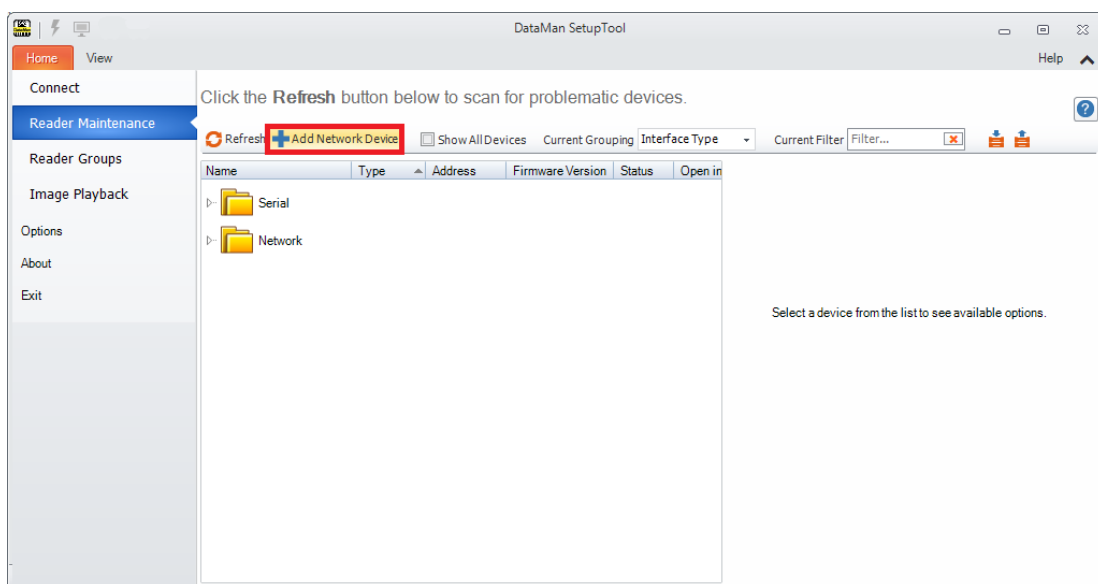 DataMan SetupTool
Home View Help
Connect
Click the Refresh button below to scan for problematic devices.
Reader Maintenance
Refresh Add Network Device Show All Devices Current Grouping Interface Type Current Filter Filter...
Reader Groups
Name Type Address Firmware Version Status Open in
Image Playback
Serial
Options
Network
About
Exit
Select a device from the list to see available options.